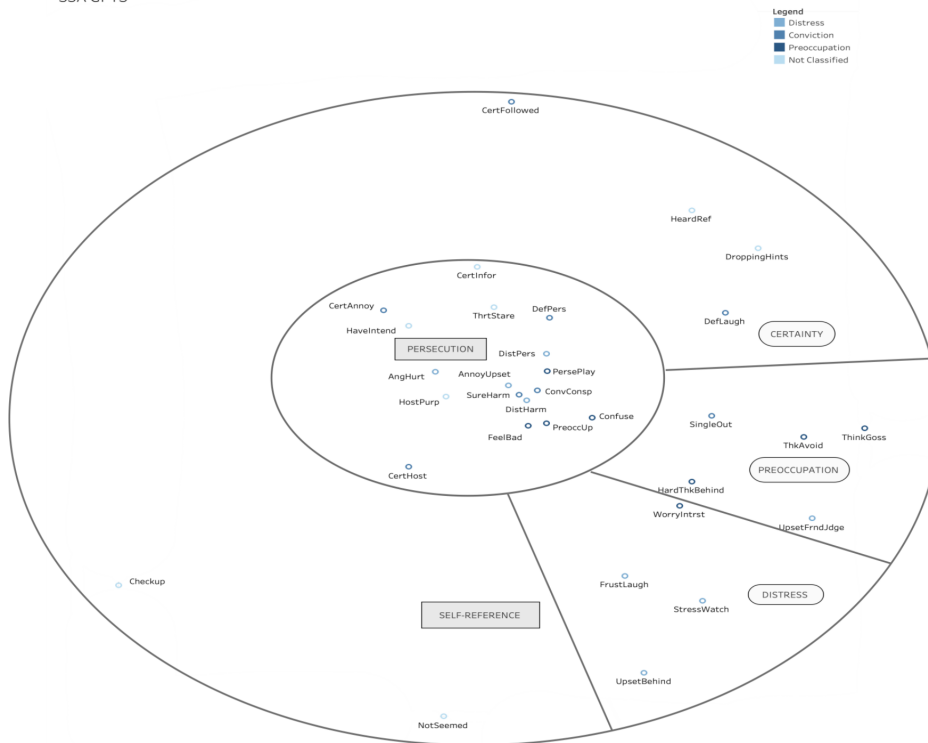 Legend
Distress
Conviction
Preoccupation
Not Classified
CertFollowed
HeardRef
DroppingHints
DefLaugh
CERTAINTY
CertInfor
CertAnnoy
ThrtStare
DefPers
HaveIntend
PERSECUTION
DistPers
AngHurt
AnnoyUpset
PersePlay
HostPurp
SureHarm
ConvConsp
DistHarm
Confuse
FeelBad
PreoccUp
CertHost
SingleOut
ThkAvoid
ThinkGoss
PREOCCUPATION
HardThkBehind
WorryIntrst
UpsetFrndJdge
Checkup
FrustLaugh
StressWatch
DISTRESS
SELF-REFERENCE
UpsetBehind
NotSeemed